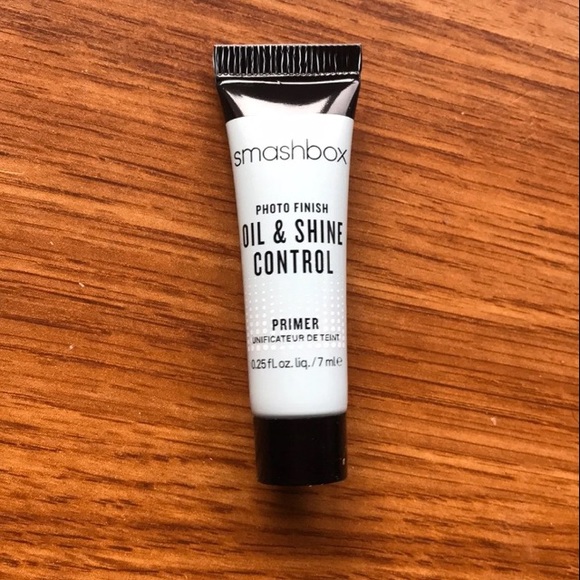 smashbox
PHOTO FINISH
OIL & SHINE
CONTROL
PRIMER
UNIFICATEUR DE TEINT
0.25 fl. oz. liq. / 7 ml ℮